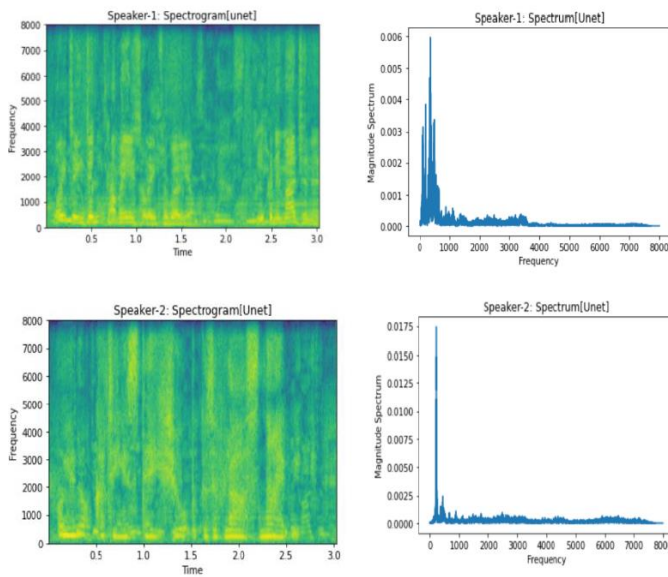 Speaker-1: Spectrogram[unet]
8000
7000
6000
5000
4000
3000
2000
1000
0
Frequency
0.5 1.0 1.5 2.0 2.5 3.0
Time
Speaker-1: Spectrum[Unet]
0.006
0.005
0.004
0.003
0.002
0.001
0.000
Magnitude Spectrum
0 1000 2000 3000 4000 5000 6000 7000 8000
Frequency
Speaker-2: Spectrogram[Unet]
8000
7000
6000
5000
4000
3000
2000
1000
0
Frequency
0.5 1.0 1.5 2.0 2.5 3.0
Time
Speaker-2: Spectrum[Unet]
0.0175
0.0150
0.0125
0.0100
0.0075
0.0050
0.0025
0.0000
Magnitude Spectrum
0 1000 2000 3000 4000 5000 6000 7000 8000
Frequency